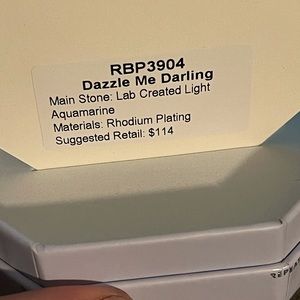 RBP3904
Dazzle Me Darling
Main Stone: Lab Created Light
Aquamarine
Materials: Rhodium Plating
Suggested Retail: $114